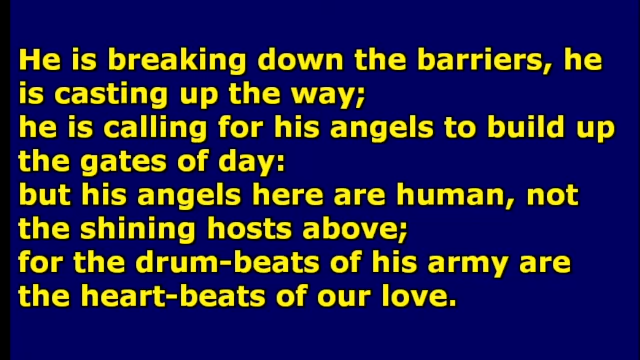 He is breaking down the barriers, he
is casting up the way;
he is calling for his angels to build up
the gates of day:
but his angels here are human, not
the shining hosts above;
for the drum-beats of his army are
the heart-beats of our love.